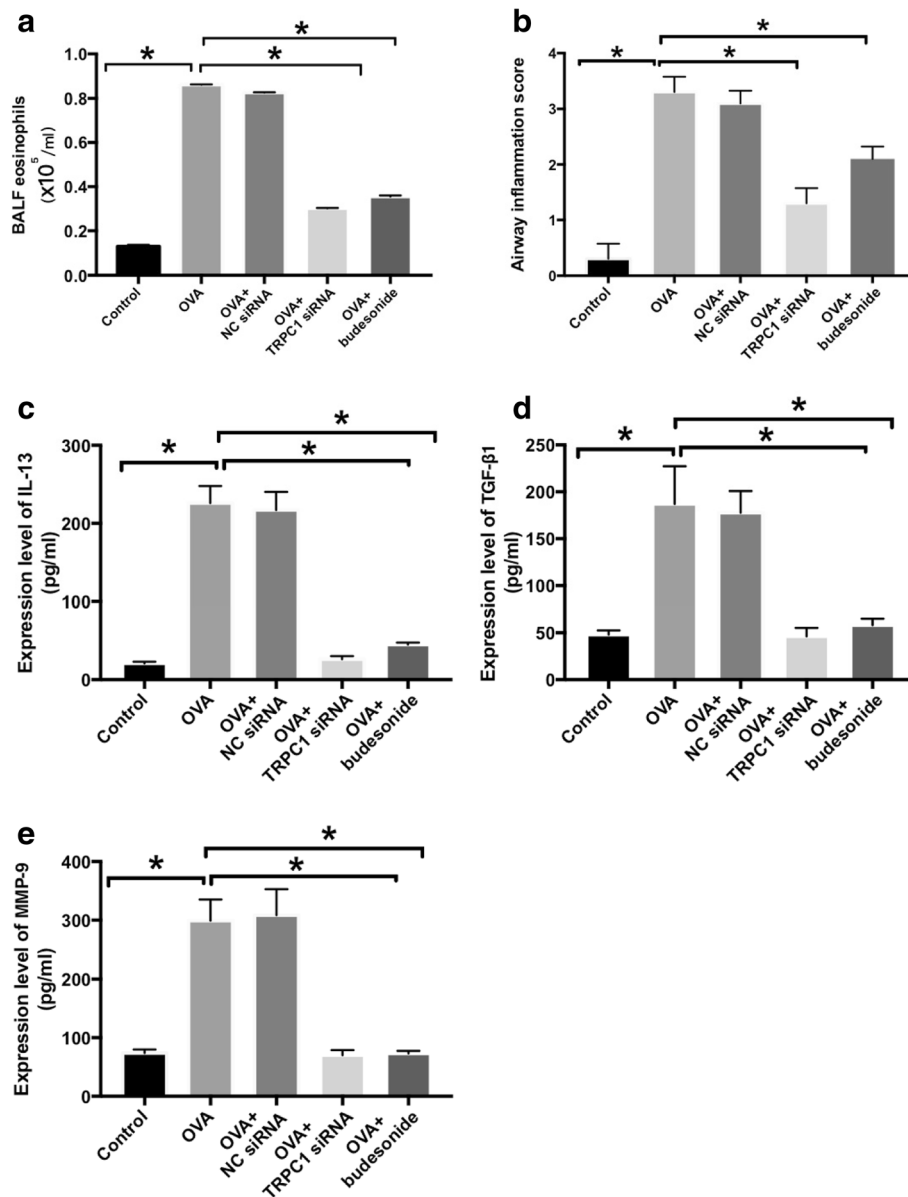 a
*
*
*
BALF eosinophils
(x10⁵/ml)
1.0
0.8
0.6
0.4
0.2
0.0
Control
OVA
OVA+
NC siRNA
OVA+
TRPC1 siRNA
OVA+
budesonide
b
*
*
*
Airway inflammation score
4
3
2
1
0
Control
OVA
OVA+
NC siRNA
OVA+
TRPC1 siRNA
OVA+
budesonide
c
*
*
*
Expression level of IL-13
(pg/ml)
300
200
100
0
Control
OVA
OVA+
NC siRNA
OVA+
TRPC1 siRNA
OVA+
budesonide
d
*
*
*
Expression level of TGF-β1
(pg/ml)
250
200
150
100
50
0
Control
OVA
OVA+
NC siRNA
OVA+
TRPC1 siRNA
OVA+
budesonide
e
*
*
*
Expression level of MMP-9
(pg/ml)
400
300
200
100
0
Control
OVA
OVA+
NC siRNA
OVA+
TRPC1 siRNA
OVA+
budesonide